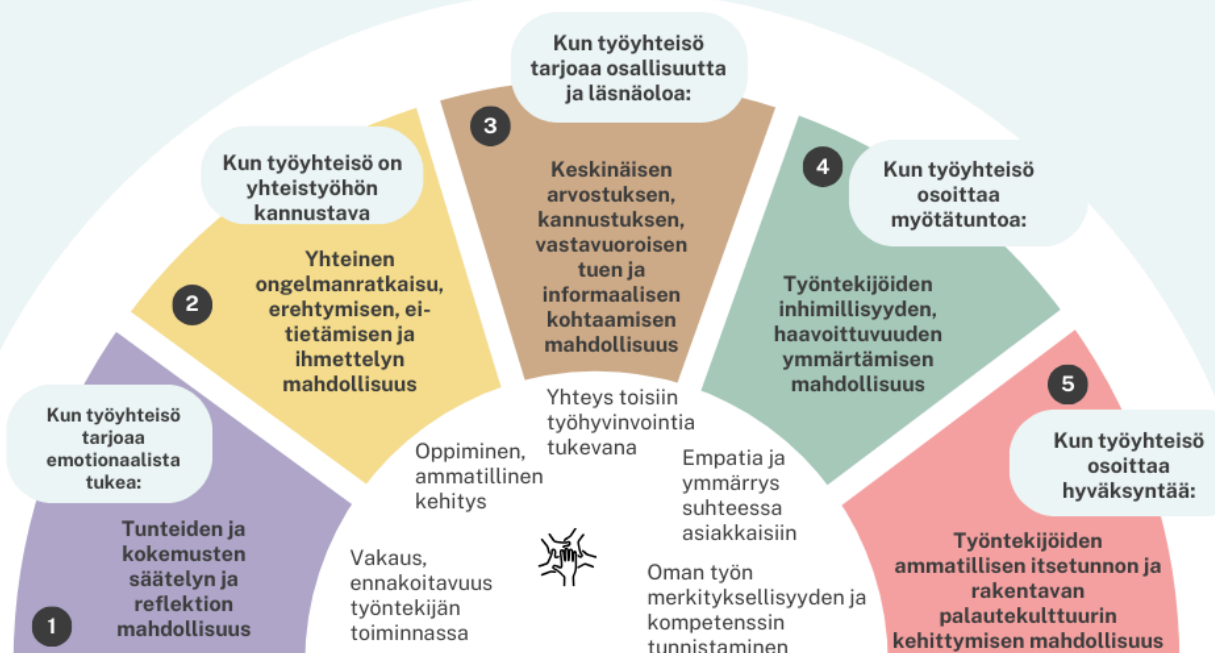 Kun työyhteisö
tarjoaa
emotionaalista
tukea:
1
Tunteiden ja
kokemusten
säätelyn ja
reflektion
mahdollisuus
Vakaus,
ennakoitavuus
työntekijän
toiminnassa
Kun työyhteisö on
yhteistyöhön
kannustava
2
Yhteinen
ongelmanratkaisu,
erehtymisen, ei-
tietämisen ja
ihmettelyn
mahdollisuus
Oppiminen,
ammatillinen
kehitys
Kun työyhteisö
tarjoaa osallisuutta
ja läsnäoloa:
3
Keskinäisen
arvostuksen,
kannustuksen,
vastavuoroisen
tuen ja
informaalisen
kohtaamisen
mahdollisuus
Yhteys toisiin
työhyvinvointia
tukevana
Kun työyhteisö
osoittaa
myötätuntoa:
4
Työntekijöiden
inhimillisyyden,
haavoittuvuuden
ymmärtämisen
mahdollisuus
Empatia ja
ymmärrys
suhteessa
asiakkaisiin
5
Kun työyhteisö
osoittaa
hyväksyntää:
Työntekijöiden
ammatillisen itsetunnon ja
rakentavan
palautekulttuurin
kehittymisen mahdollisuus
Oman työn
merkityksellisyyden ja
kompetenssin
tunnistaminen